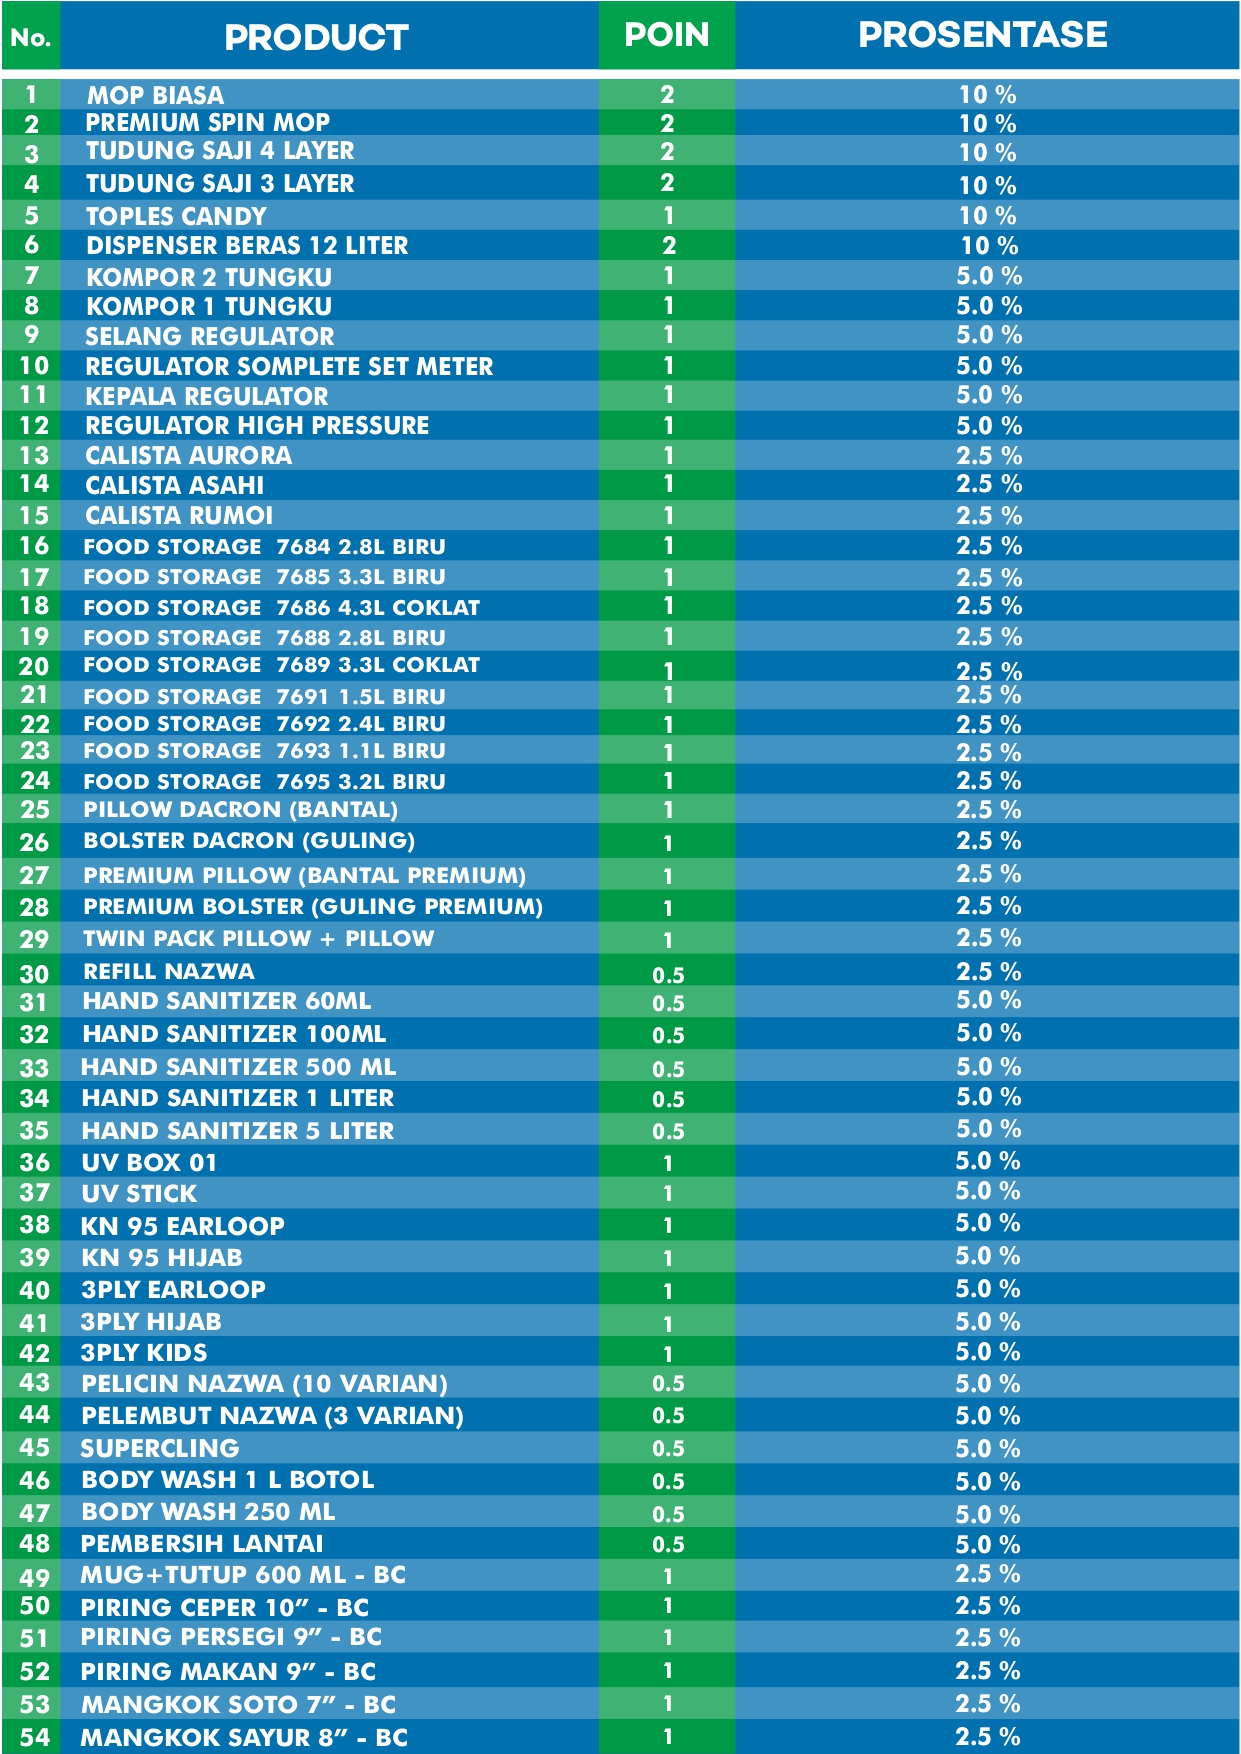 No. PRODUCT POIN PROSENTASE
1 MOP BIASA 2 10 %
2 PREMIUM SPIN MOP 2 10 %
3 TUDUNG SAJI 4 LAYER 2 10 %
4 TUDUNG SAJI 3 LAYER 2 10 %
5 TOPLES CANDY 1 10 %
6 DISPENSER BERAS 12 LITER 2 10 %
7 KOMPOR 2 TUNGKU 1 5.0 %
8 KOMPOR 1 TUNGKU 1 5.0 %
9 SELANG REGULATOR 1 5.0 %
10 REGULATOR SOMPLETE SET METER 1 5.0 %
11 KEPALA REGULATOR 1 5.0 %
12 REGULATOR HIGH PRESSURE 1 5.0 %
13 CALISTA AURORA 1 2.5 %
14 CALISTA ASAHI 1 2.5 %
15 CALISTA RUMOI 1 2.5 %
16 FOOD STORAGE 7684 2.8L BIRU 1 2.5 %
17 FOOD STORAGE 7685 3.3L BIRU 1 2.5 %
18 FOOD STORAGE 7686 4.3L COKLAT 1 2.5 %
19 FOOD STORAGE 7688 2.8L BIRU 1 2.5 %
20 FOOD STORAGE 7689 3.3L COKLAT 1 2.5 %
21 FOOD STORAGE 7691 1.5L BIRU 1 2.5 %
22 FOOD STORAGE 7692 2.4L BIRU 1 2.5 %
23 FOOD STORAGE 7693 1.1L BIRU 1 2.5 %
24 FOOD STORAGE 7695 3.2L BIRU 1 2.5 %
25 PILLOW DACRON (BANTAL) 1 2.5 %
26 BOLSTER DACRON (GULING) 1 2.5 %
27 PREMIUM PILLOW (BANTAL PREMIUM) 1 2.5 %
28 PREMIUM BOLSTER (GULING PREMIUM) 1 2.5 %
29 TWIN PACK PILLOW + PILLOW 1 2.5 %
30 REFILL NAZWA 0.5 2.5 %
31 HAND SANITIZER 60ML 0.5 5.0 %
32 HAND SANITIZER 100ML 0.5 5.0 %
33 HAND SANITIZER 500 ML 0.5 5.0 %
34 HAND SANITIZER 1 LITER 0.5 5.0 %
35 HAND SANITIZER 5 LITER 0.5 5.0 %
36 UV BOX 01 1 5.0 %
37 UV STICK 1 5.0 %
38 KN 95 EARLOOP 1 5.0 %
39 KN 95 HIJAB 1 5.0 %
40 3PLY EARLOOP 1 5.0 %
41 3PLY HIJAB 1 5.0 %
42 3PLY KIDS 1 5.0 %
43 PELICIN NAZWA (10 VARIAN) 0.5 5.0 %
44 PELEMBUT NAZWA (3 VARIAN) 0.5 5.0 %
45 SUPERCLING 0.5 5.0 %
46 BODY WASH 1 L BOTOL 0.5 5.0 %
47 BODY WASH 250 ML 0.5 5.0 %
48 PEMBERSIH LANTAI 0.5 5.0 %
49 MUG+TUTUP 600 ML - BC 1 2.5 %
50 PIRING CEPER 10” - BC 1 2.5 %
51 PIRING PERSEGI 9” - BC 1 2.5 %
52 PIRING MAKAN 9” - BC 1 2.5 %
53 MANGKOK SOTO 7” - BC 1 2.5 %
54 MANGKOK SAYUR 8” - BC 1 2.5 %